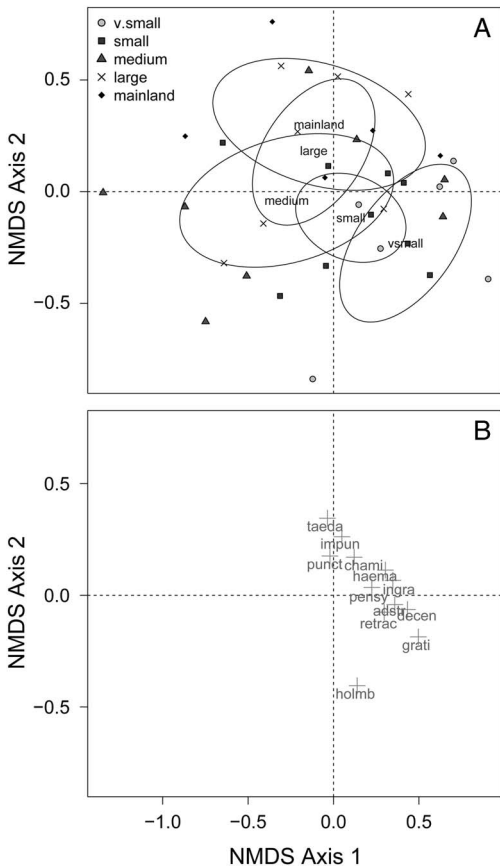 A
v.small
small
medium
large
mainland
0.5
mainland
large
0.0
medium
small
vsmall
−0.5
NMDS Axis 2
B
0.5
taeda
impun
punct
chami
haema
ingra
0.0
pensy
adstr
decen
retrac
grati
−0.5
holmb
NMDS Axis 2
−1.0 −0.5 0.0 0.5
NMDS Axis 1